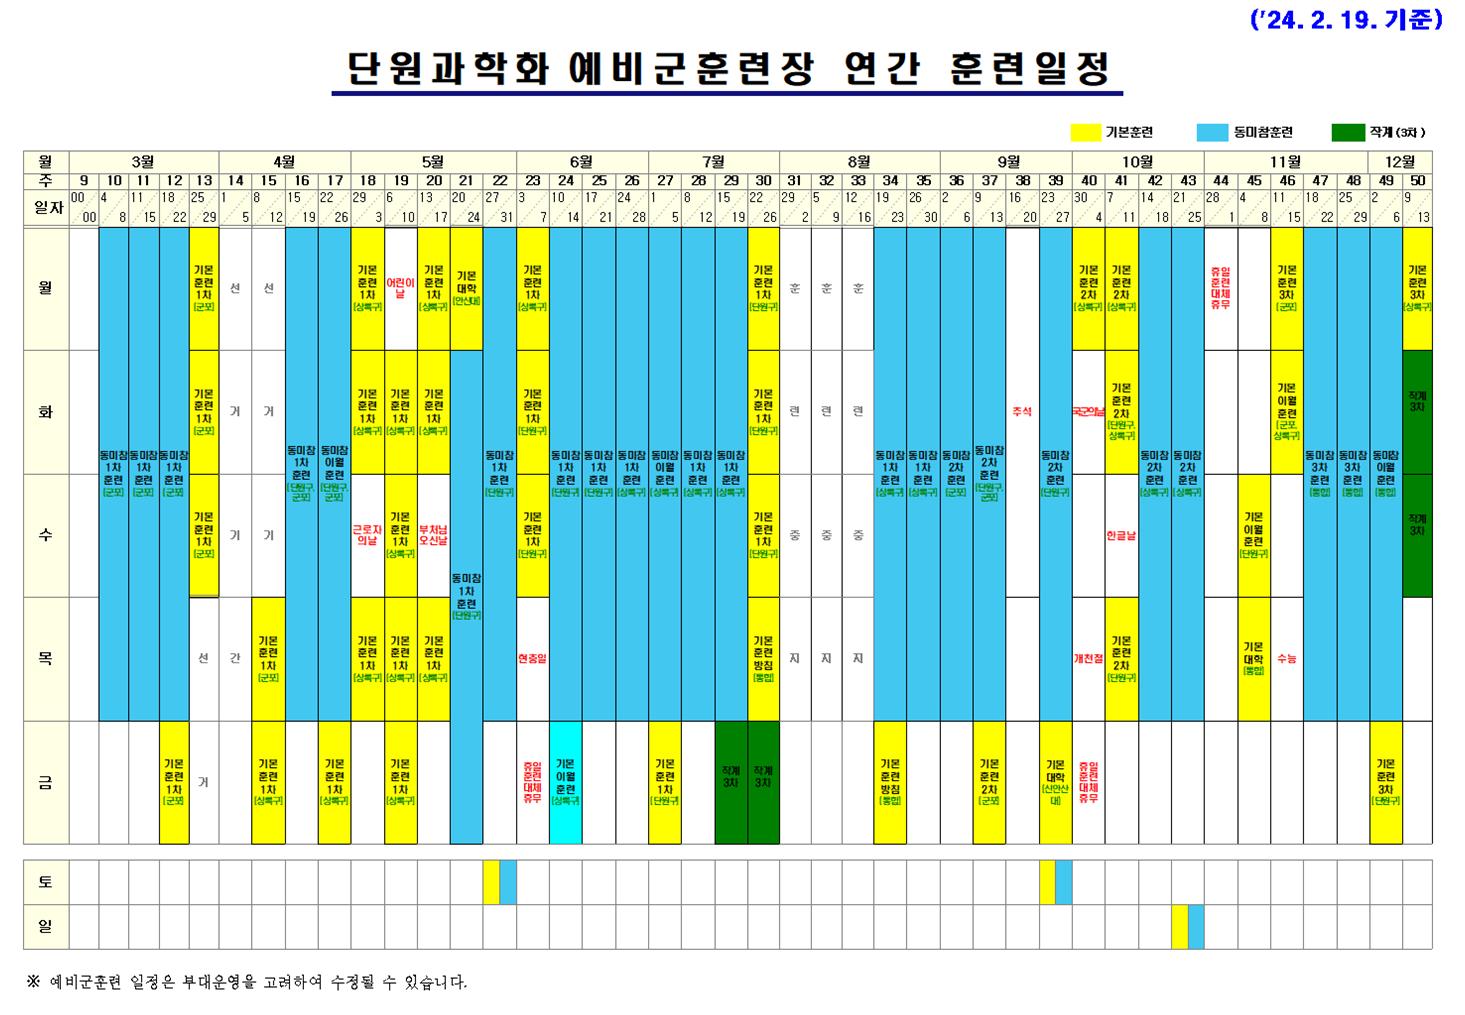 ('24. 2. 19. 기준)
단원과학화 예비군훈련장 연간 훈련일정
기본훈련 동미참훈련 작계(3차)
월 3월 4월 5월 6월 7월 8월 9월 10월 11월 12월
주 9 10 11 12 13 14 15 16 17 18 19 20 21 22 23 24 25 26 27 28 29 30 31 32 33 34 35 36 37 38 39 40 41 42 43 44 45 46 47 48 49 50
일자 00 4 11 18 25 1 8 15 22 29 6 13 20 27 3 10 17 24 1 8 15 22 29 5 12 19 26 2 9 16 23 30 7 14 21 28 4 11 18 25 2 9
00 8 15 22 29 5 12 19 26 3 10 17 24 31 7 14 21 28 5 12 19 26 2 9 16 23 30 6 13 20 27 4 11 18 25 1 8 15 22 29 6 13
월
기본 훈련 1차 [군포]
선 선
기본 훈련 1차 [상록구]
어린이 날
기본 훈련 1차 [상록구]
기본 대학 [안산대]
기본 훈련 1차 [상록구]
기본 훈련 1차 [단원구]
훈 훈 훈
기본 훈련 2차 [상록구]
기본 훈련 2차 [상록구]
휴일 훈련 대체 휴무
기본 훈련 3차 [군포]
기본 훈련 3차 [상록구]
화
동미참 1차 훈련 [군포]
동미참 1차 훈련 [군포]
동미참 1차 훈련 [군포]
기본 훈련 1차 [군포]
거 거
동미참 1차 훈련 [단원구, 군포]
동미참 이월 훈련 [단원구, 군포]
기본 훈련 1차 [상록구]
기본 훈련 1차 [상록구]
기본 훈련 1차 [상록구]
동미참 1차 훈련 [단원구]
기본 훈련 1차 [단원구]
동미참 1차 훈련 [단원구]
동미참 1차 훈련 [단원구]
동미참 1차 훈련 [상록구]
동미참 이월 훈련 [상록구]
동미참 1차 훈련 [상록구]
동미참 1차 훈련 [상록구]
기본 훈련 1차 [단원구]
련 련 련
동미참 1차 훈련 [상록구]
동미참 1차 훈련 [상록구]
동미참 2차 훈련 [군포]
동미참 2차 훈련 [단원구, 군포]
추석
동미참 2차 훈련 [단원구]
국군의날
기본 훈련 2차 [단원구, 상록구]
동미참 2차 훈련 [상록구]
동미참 2차 훈련 [상록구]
기본 이월 훈련 [군포, 상록구]
동미참 3차 훈련 [통합]
동미참 3차 훈련 [통합]
동미참 이월 훈련 [통합]
작계 3차
수
기본 훈련 1차 [군포]
기 기
근로자 의날
기본 훈련 1차 [상록구]
부처님 오신날
동미참 1차 훈련 [단원구]
기본 훈련 1차 [단원구]
기본 훈련 1차 [단원구]
중 중 중
한글날
기본 이월 훈련 [단원구]
작계 3차
목
선 간
기본 훈련 1차 [군포]
기본 훈련 1차 [상록구]
기본 훈련 1차 [상록구]
기본 훈련 1차 [상록구]
현충일
기본 훈련 방침 [통합]
지 지 지
개천절
기본 훈련 2차 [단원구]
기본 대학 [통합]
수능
금
기본 훈련 1차 [군포]
거
기본 훈련 1차 [상록구]
기본 훈련 1차 [상록구]
기본 훈련 1차 [상록구]
휴일 훈련 대체 휴무
기본 이월 훈련 [상록구]
기본 훈련 1차 [단원구]
작계 3차
작계 3차
기본 훈련 방침 [통합]
기본 훈련 2차 [군포]
기본 대학 [신안산대]
휴일 훈련 대체 휴무
기본 훈련 3차 [단원구]
토
일
※ 예비군훈련 일정은 부대운영을 고려하여 수정될 수 있습니다.